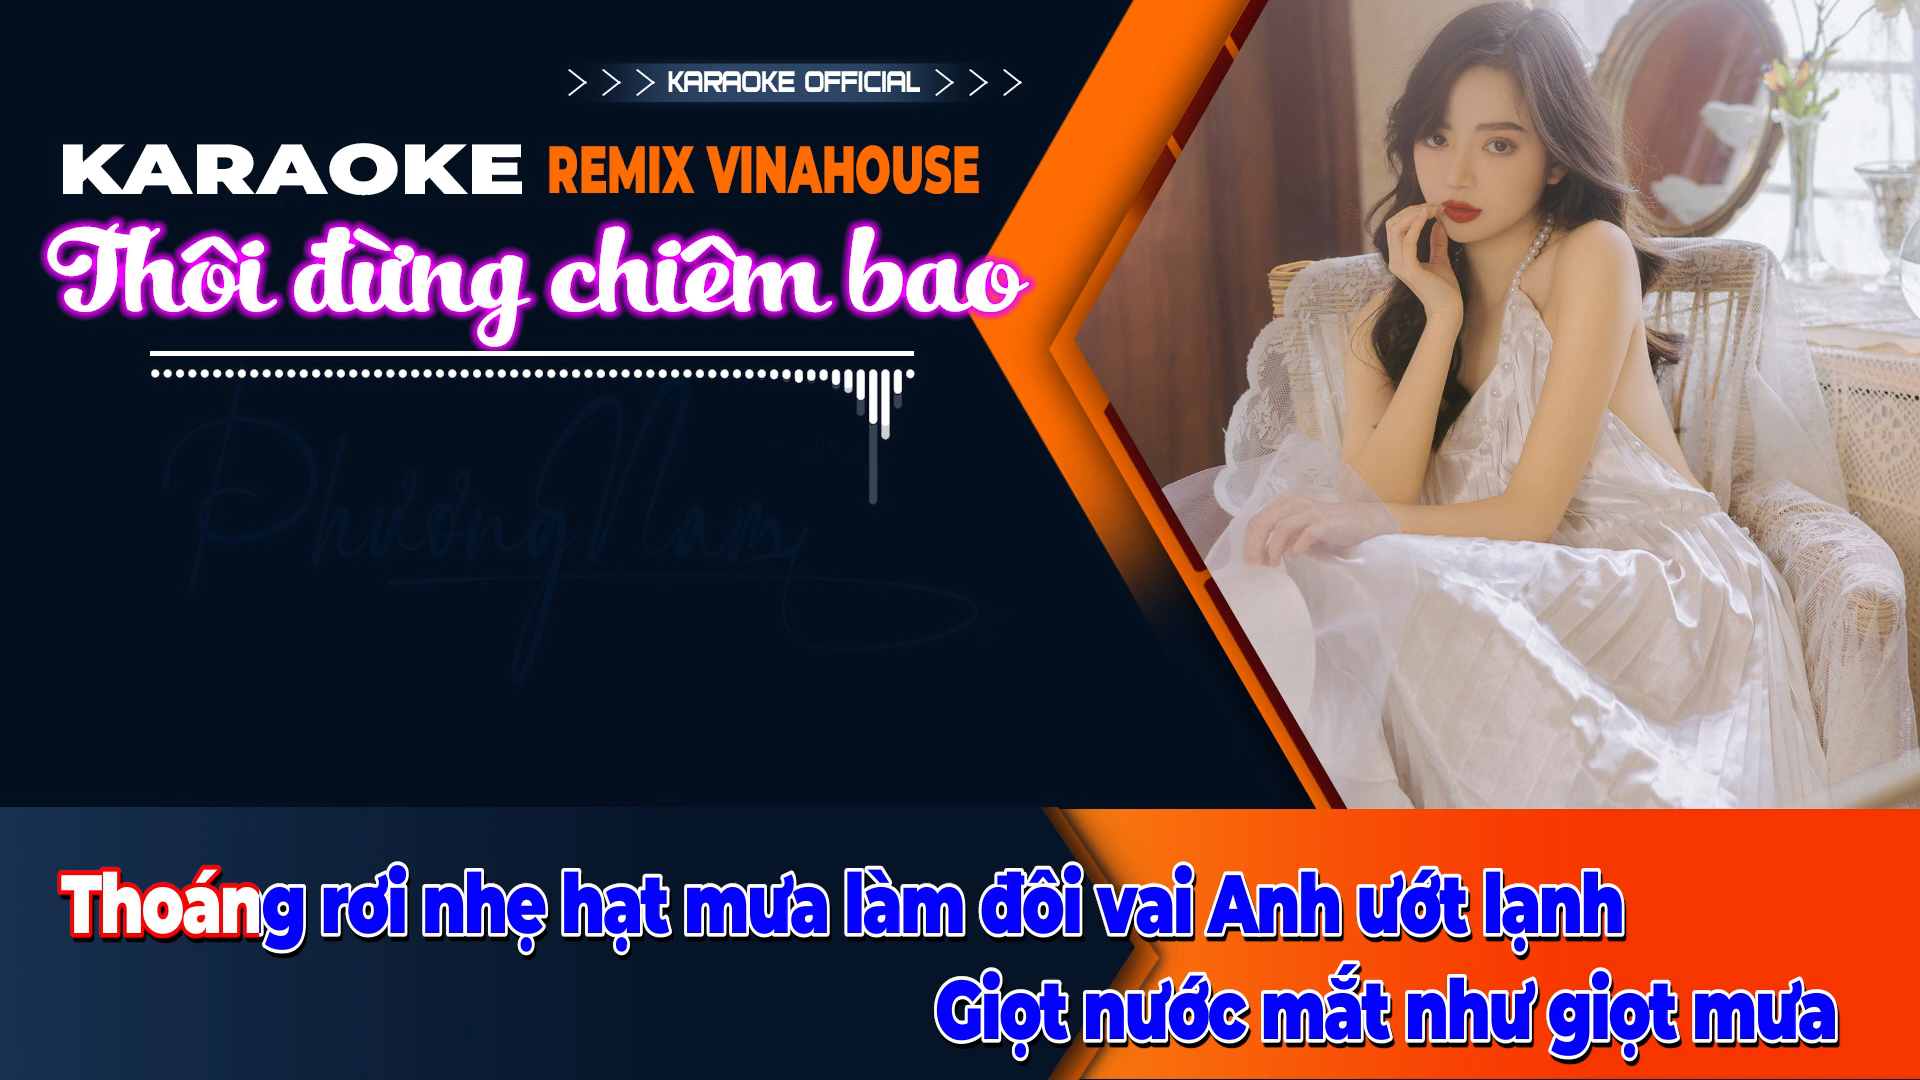 > > > KARAOKE OFFICIAL > > >
KARAOKE REMIX VINAHOUSE
Thôi đừng chiêm bao
Phương Nam
Thoáng rơi nhẹ hạt mưa làm đôi vai Anh ướt lạnh
Giọt nước mắt như giọt mưa